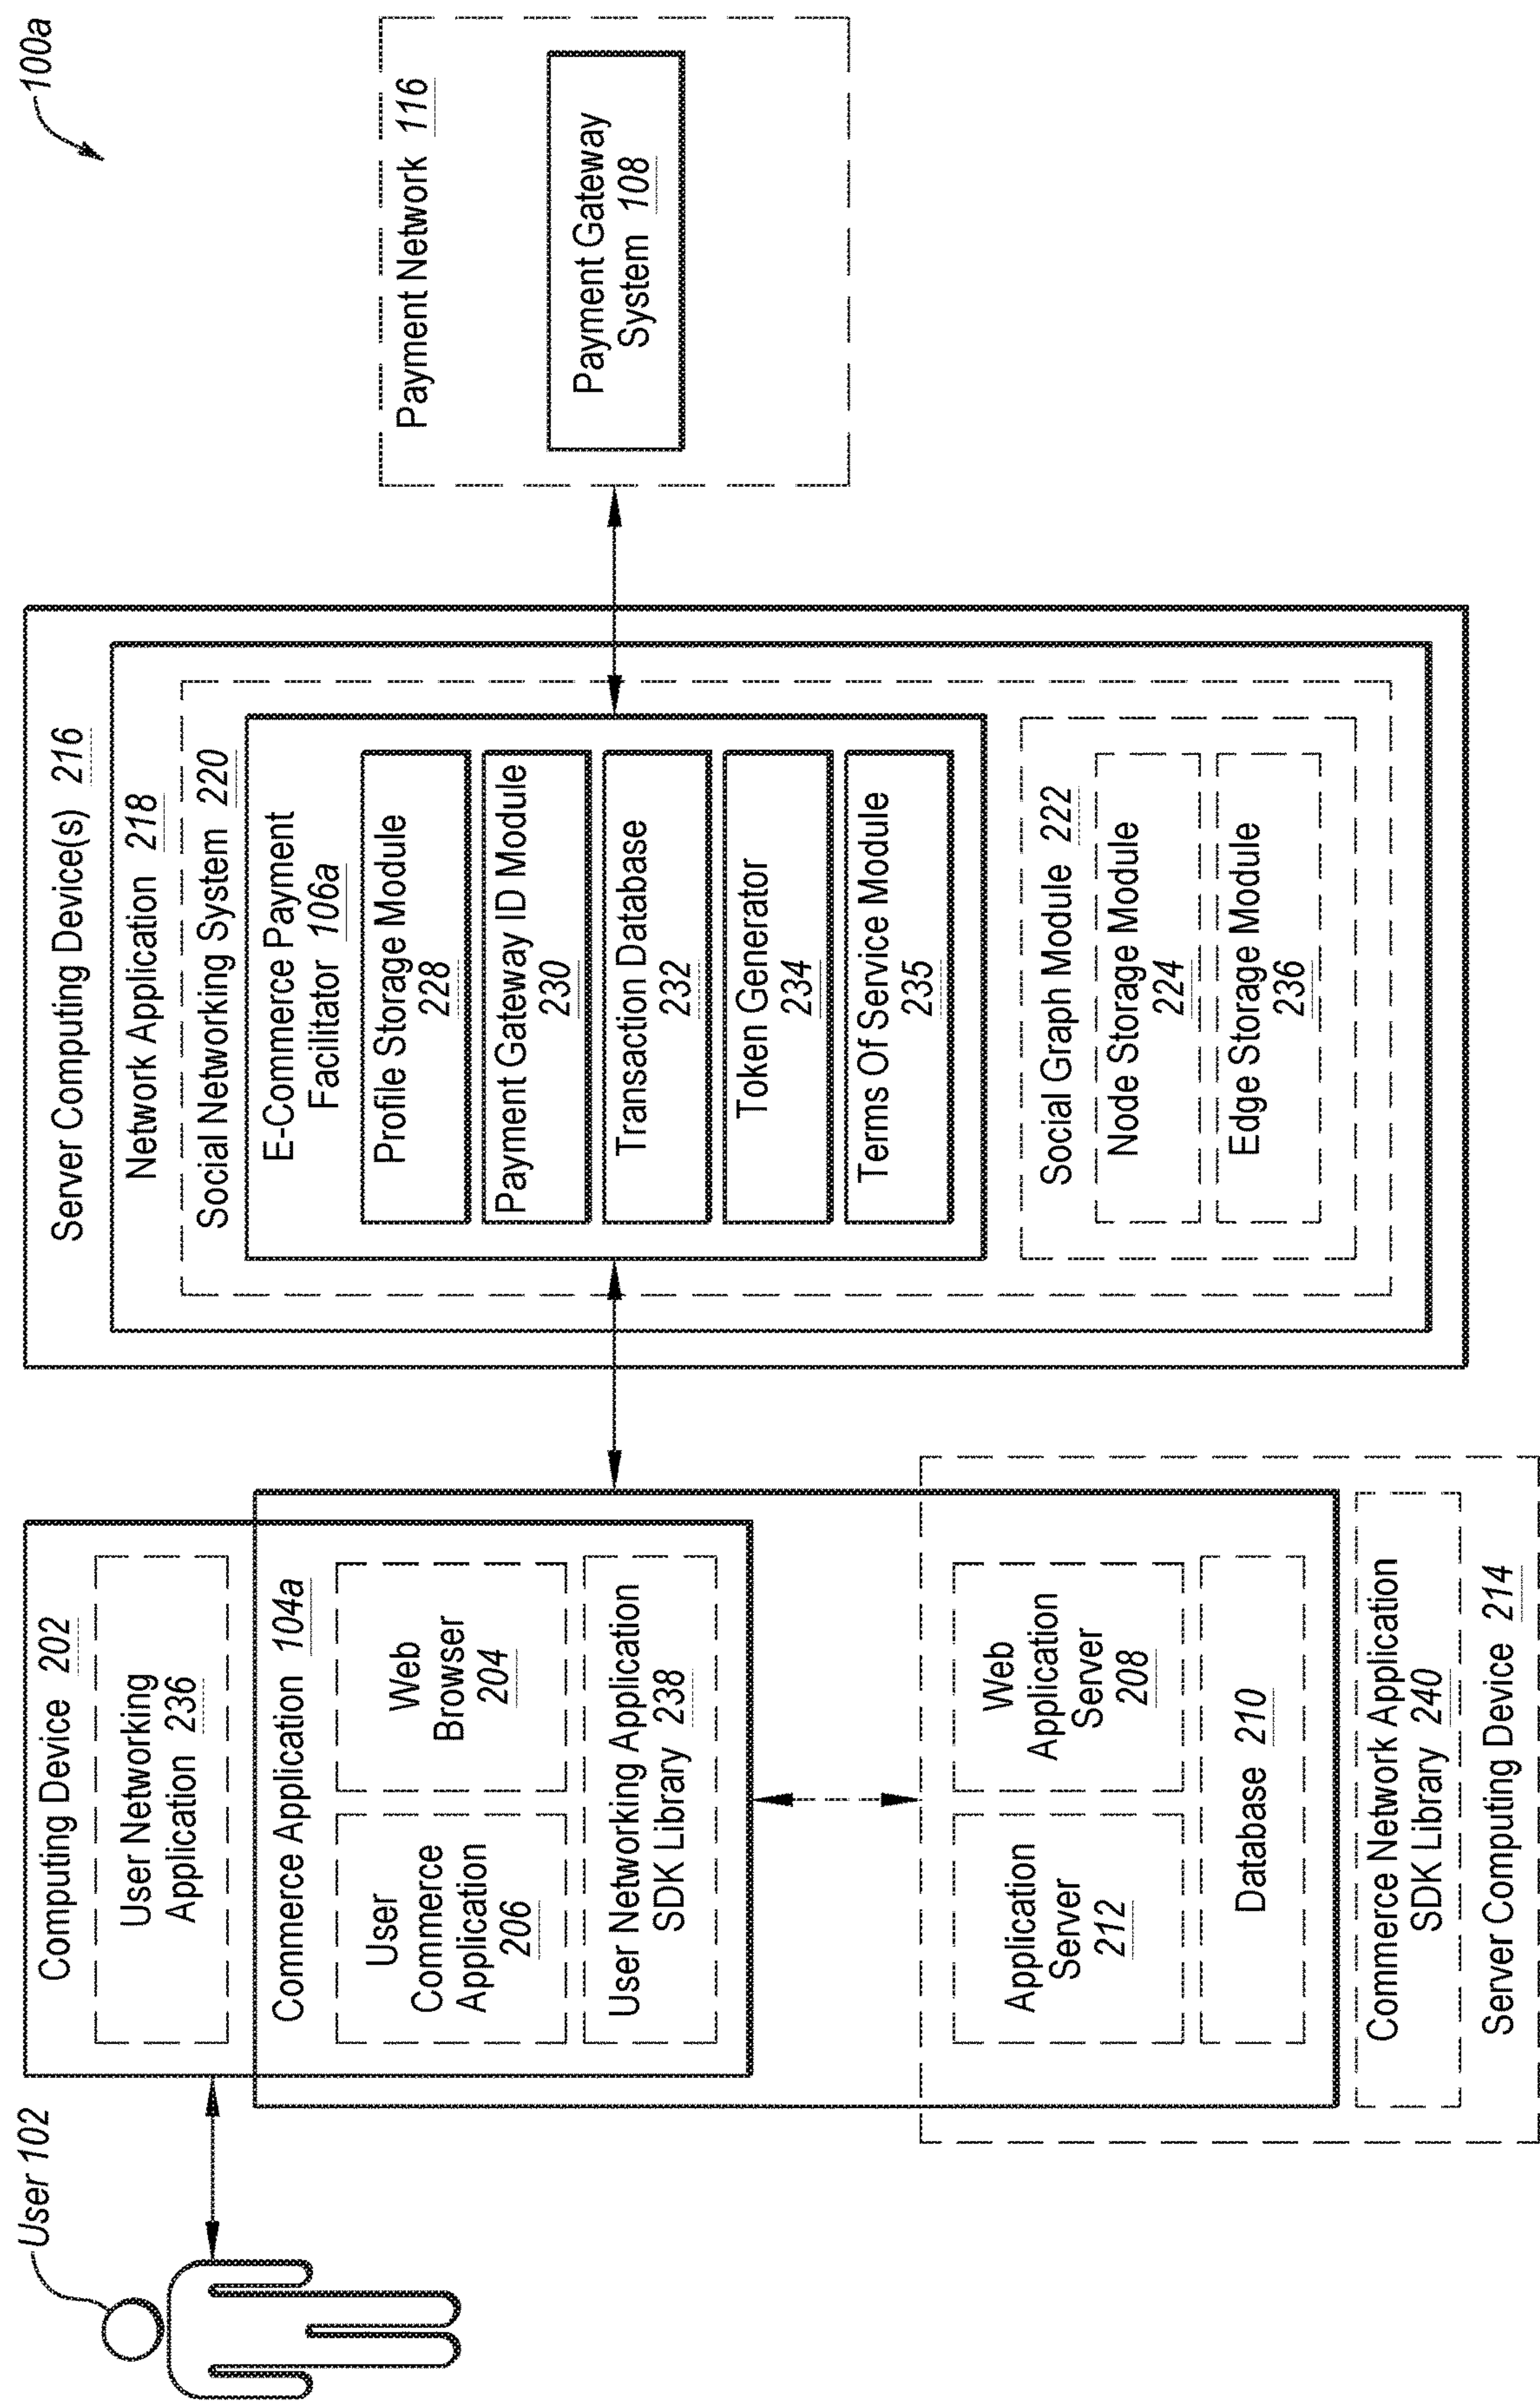 100a
User 102
Computing Device 202
User Networking
Application 236
Commerce Application 104a
User
Commerce
Application
206
Web
Browser
204
User Networking Application
SDK Library 238
Application
Server
212
Web
Application
Server
208
Database 210
Commerce Network Application
SDK Library 240
Server Computing Device 214
Server Computing Device(s) 216
Network Application 218
Social Networking System 220
E-Commerce Payment
Facilitator 106a
Profile Storage Module
228
Payment Gateway ID Module
230
Transaction Database
232
Token Generator
234
Terms Of Service Module
235
Social Graph Module 222
Node Storage Module
224
Edge Storage Module
236
Payment Network 116
Payment Gateway
System 108